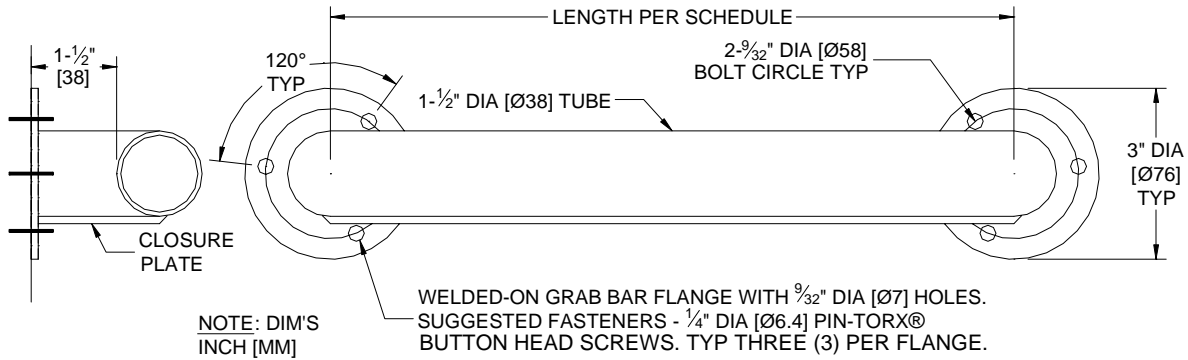 LENGTH PER SCHEDULE
1-½"
[38]
120°
TYP
2-9⁄32" DIA [Ø58]
BOLT CIRCLE TYP
1-½" DIA [Ø38] TUBE
3" DIA
[Ø76]
TYP
CLOSURE
PLATE
WELDED-ON GRAB BAR FLANGE WITH 9⁄32" DIA [Ø7] HOLES.
SUGGESTED FASTENERS - ¼" DIA [Ø6.4] PIN-TORX®
BUTTON HEAD SCREWS. TYP THREE (3) PER FLANGE.
NOTE: DIM'S
INCH [MM]